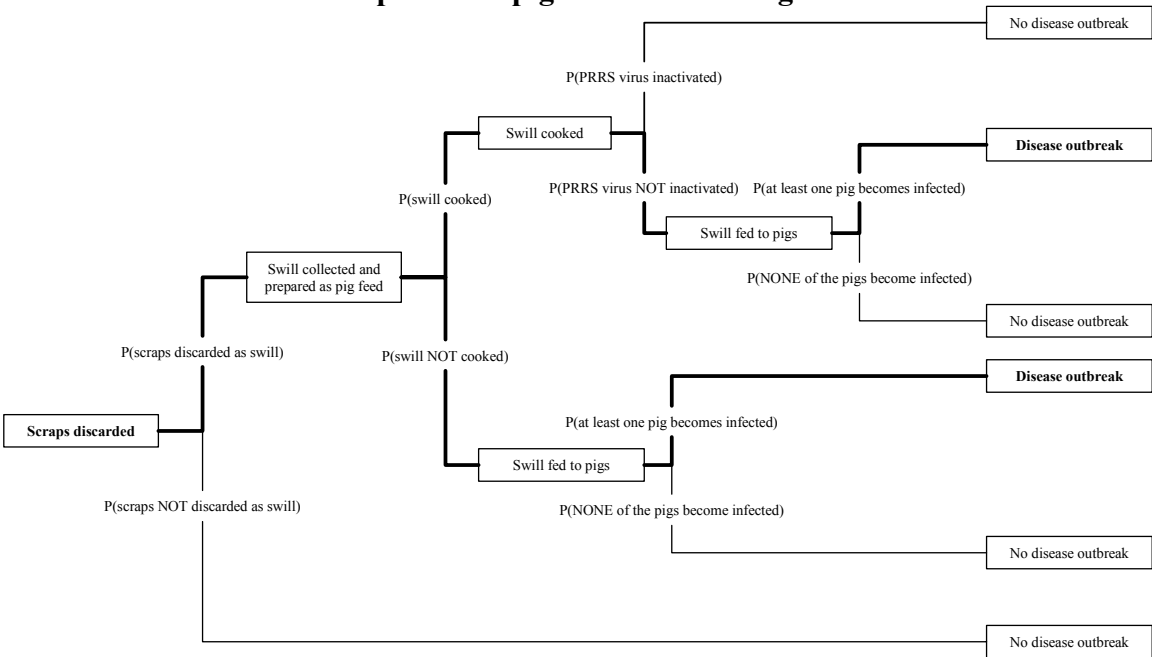 No disease outbreak
P(PRRS virus inactivated)
Swill cooked
Disease outbreak
P(PRRS virus NOT inactivated)
P(at least one pig becomes infected)
P(swill cooked)
Swill fed to pigs
Swill collected and
prepared as pig feed
P(NONE of the pigs become infected)
No disease outbreak
P(scraps discarded as swill)
P(swill NOT cooked)
Disease outbreak
P(at least one pig becomes infected)
Scraps discarded
Swill fed to pigs
P(scraps NOT discarded as swill)
P(NONE of the pigs become infected)
No disease outbreak
No disease outbreak